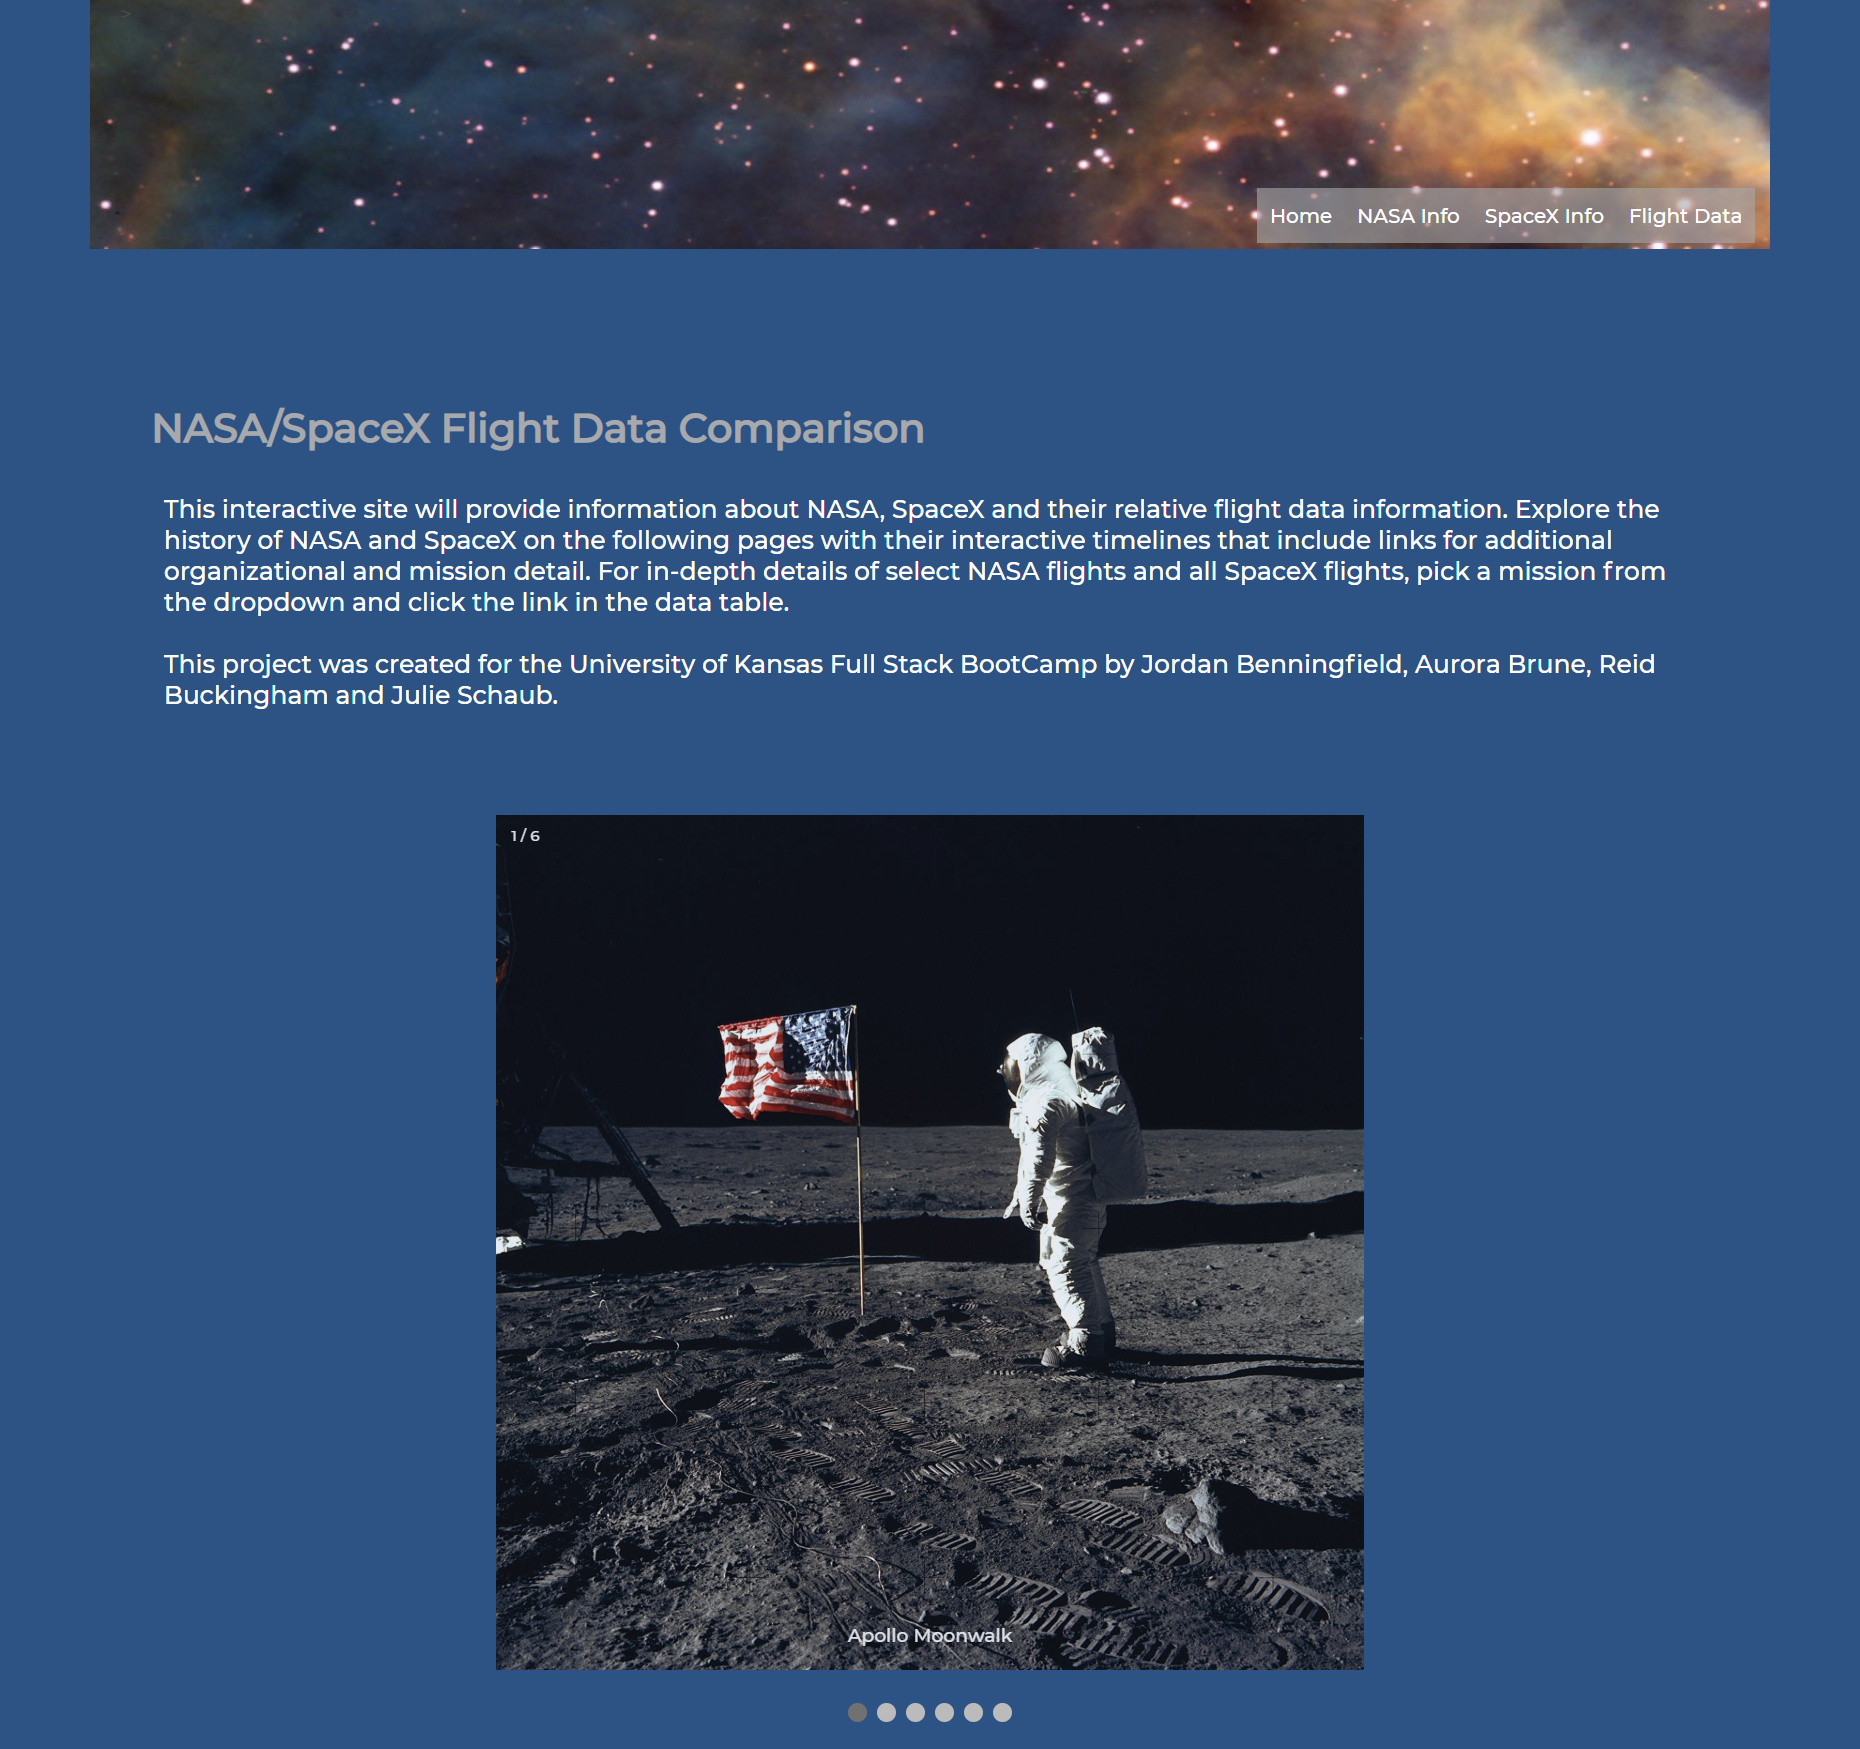 >
Home NASA Info SpaceX Info Flight Data
NASA/SpaceX Flight Data Comparison
This interactive site will provide information about NASA, SpaceX and their relative flight data information. Explore the
history of NASA and SpaceX on the following pages with their interactive timelines that include links for additional
organizational and mission detail. For in-depth details of select NASA flights and all SpaceX flights, pick a mission from
the dropdown and click the link in the data table.
This project was created for the University of Kansas Full Stack BootCamp by Jordan Benningfield, Aurora Brune, Reid
Buckingham and Julie Schaub.
1 / 6
Apollo Moonwalk